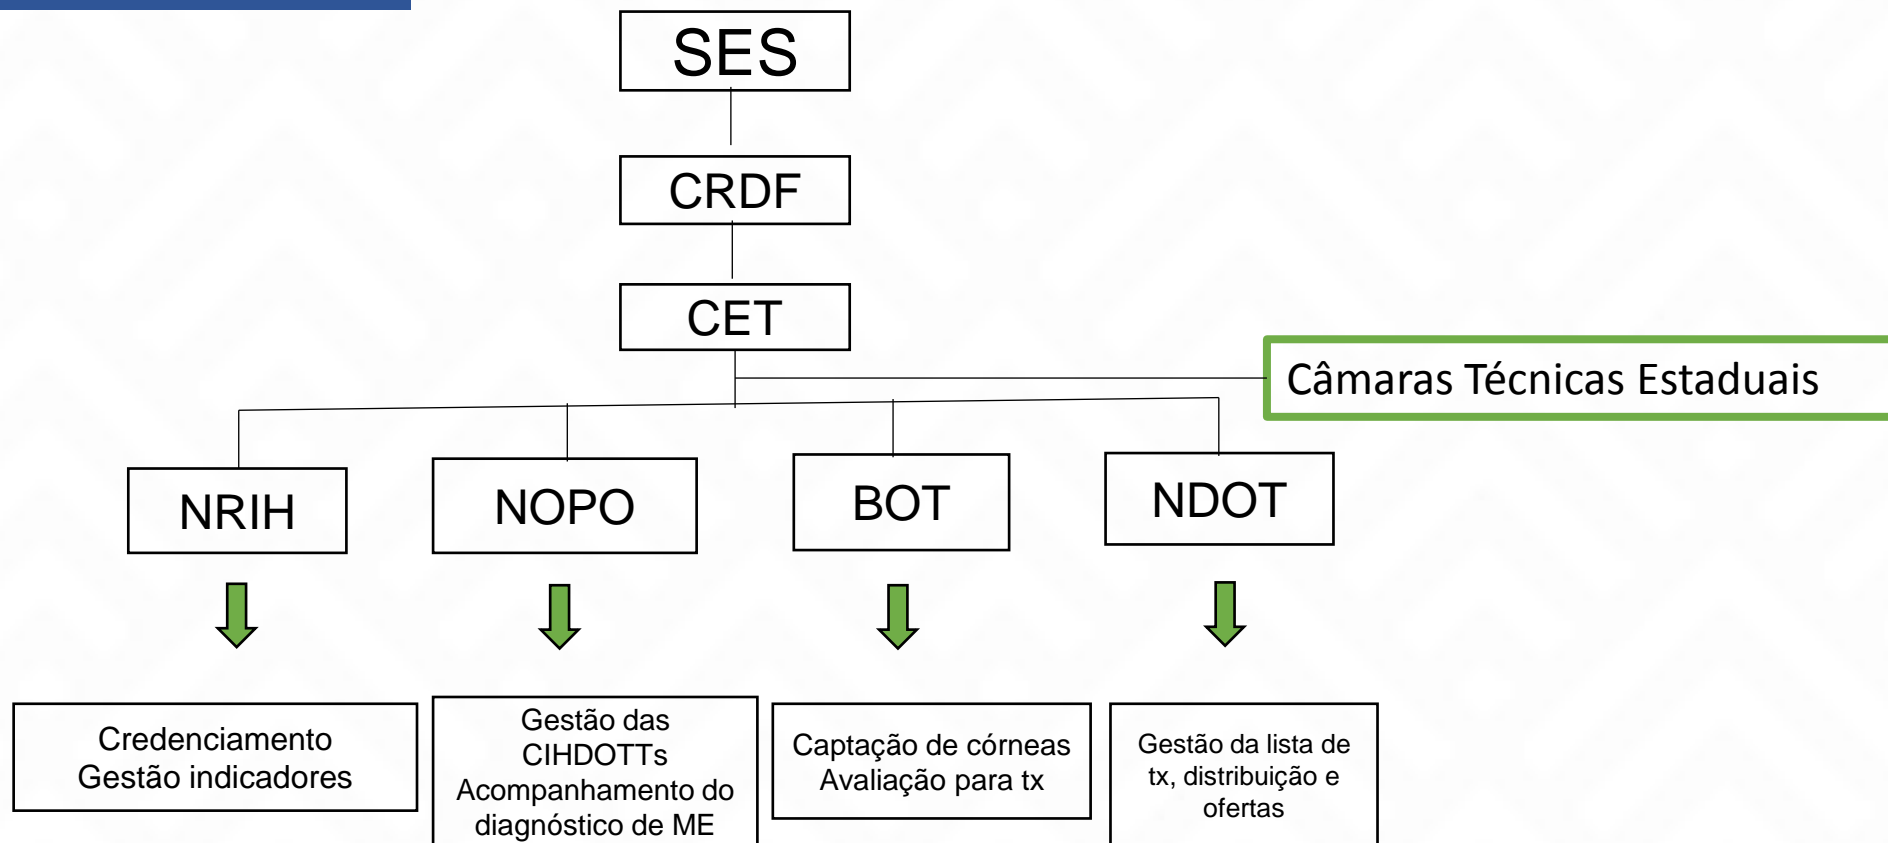 SES
CRDF
CET
Câmaras Técnicas Estaduais
NRIH
NOPO
BOT
NDOT
Credenciamento
Gestão indicadores
Gestão das
CIHDOTTs
Acompanhamento do
diagnóstico de ME
Captação de córneas
Avaliação para tx
Gestão da lista de
tx, distribuição e
ofertas